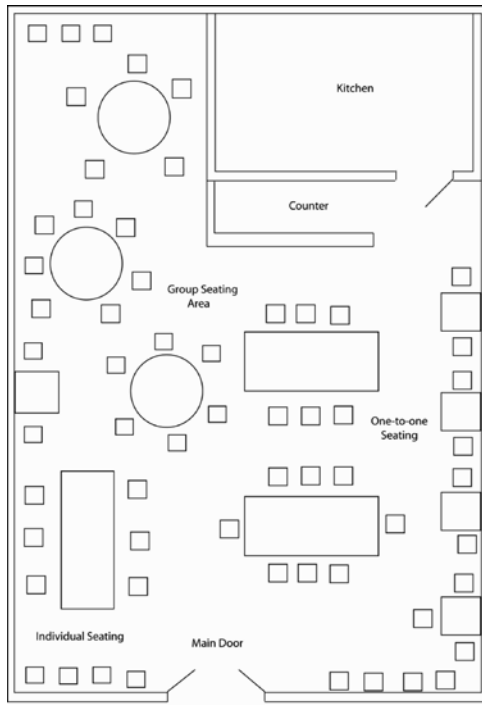 Kitchen
Counter
Group Seating
Area
One-to-one
Seating
Individual Seating
Main Door